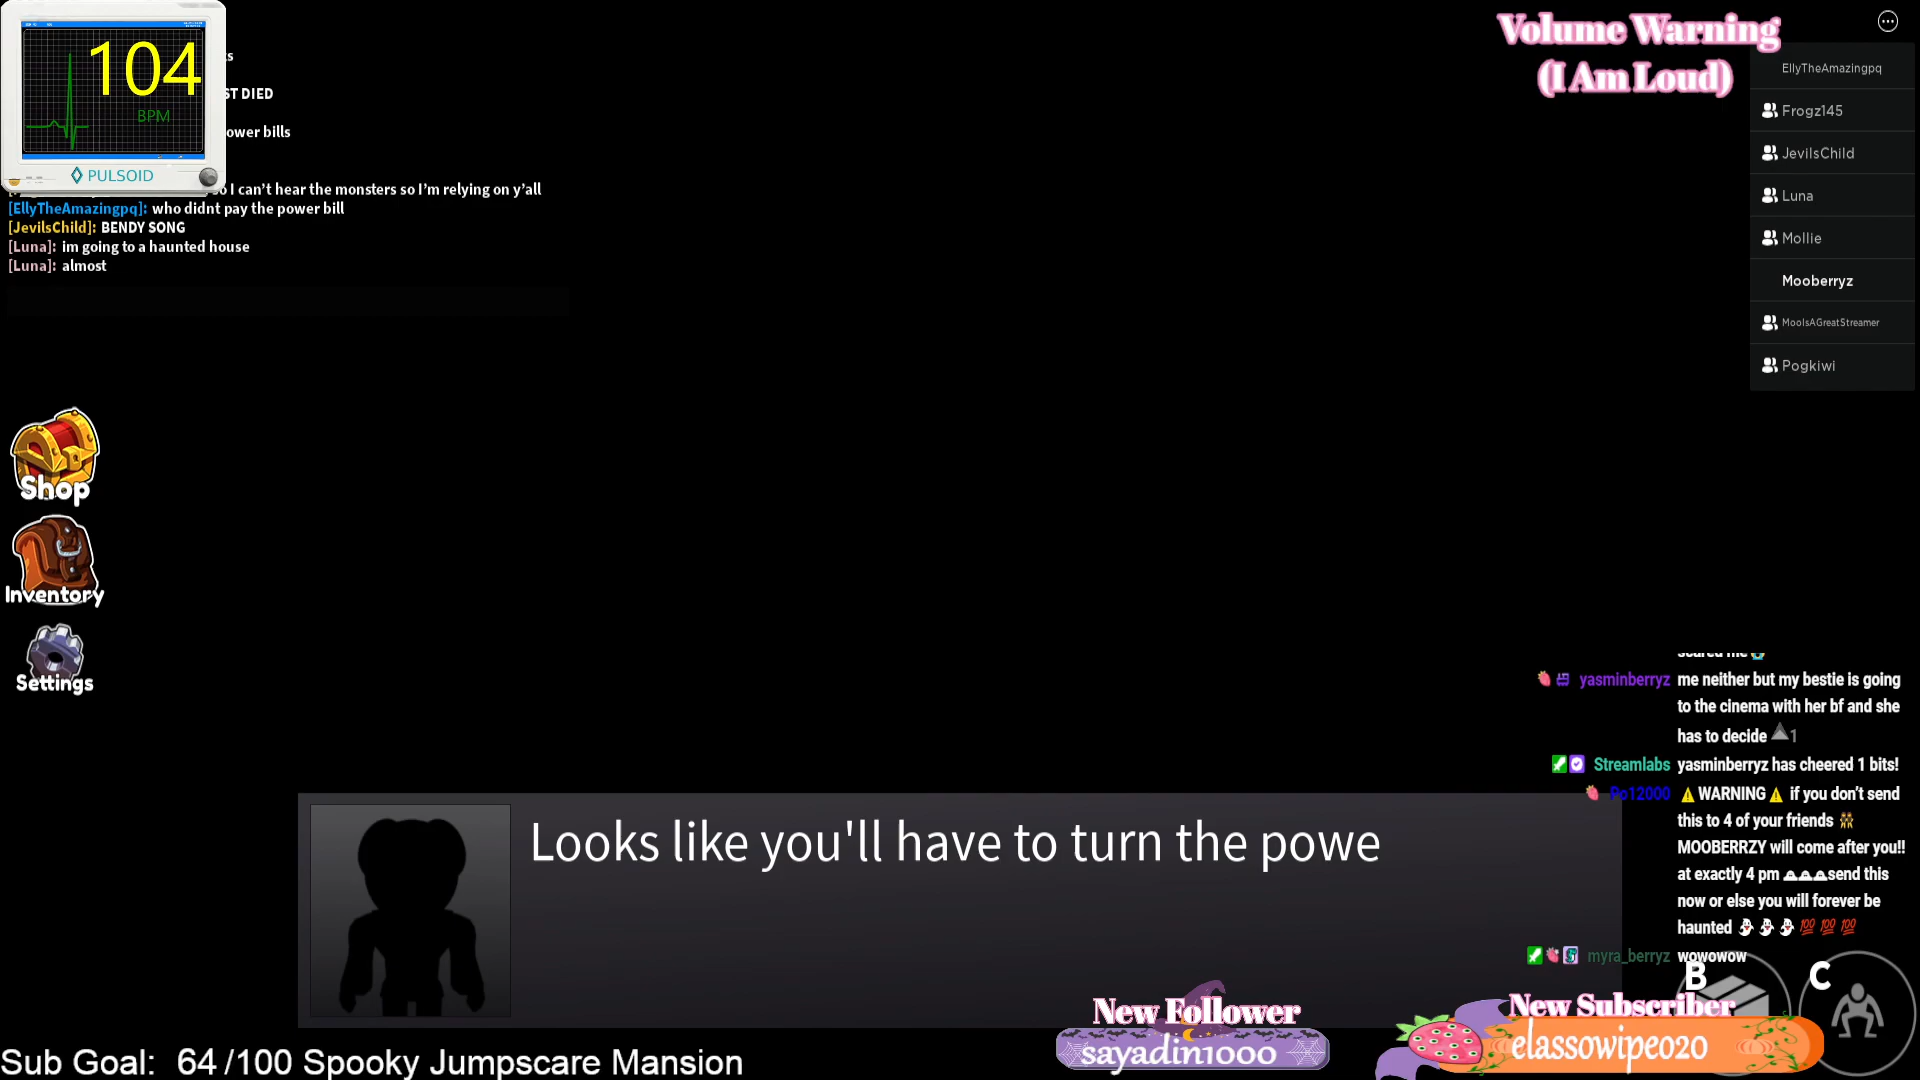 104
BPM
PULSOID
ST DIED
ower bills
o I can't hear the monsters so I'm relying on y'all
[EllyTheAmazingpq]: who didnt pay the power bill
[JevilsChild]: BENDY SONG
[Luna]: im going to a haunted house
[Luna]: almost
Volume Warning
(I Am Loud)
EllyTheAmazingpq
Frogz145
JevilsChild
Luna
Mollie
Mooberryz
MooIsAGreatStreamer
Pogkiwi
Shop
Inventory
Settings
scared me
yasminberryz me neither but my bestie is going
to the cinema with her bf and she
has to decide 1
Streamlabs yasminberryz has cheered 1 bits!
Po12000 ⚠WARNING⚠ if you don't send
this to 4 of your friends
MOOBERRZY will come after you!!
at exactly 4 pm send this
now or else you will forever be
haunted 👻👻👻💯💯💯
myra_berryz wowowow
Looks like you'll have to turn the powe
B
C
New Follower
sayadin1000
New Subscriber
elassowipe020
Sub Goal: 64 /100 Spooky Jumpscare Mansion